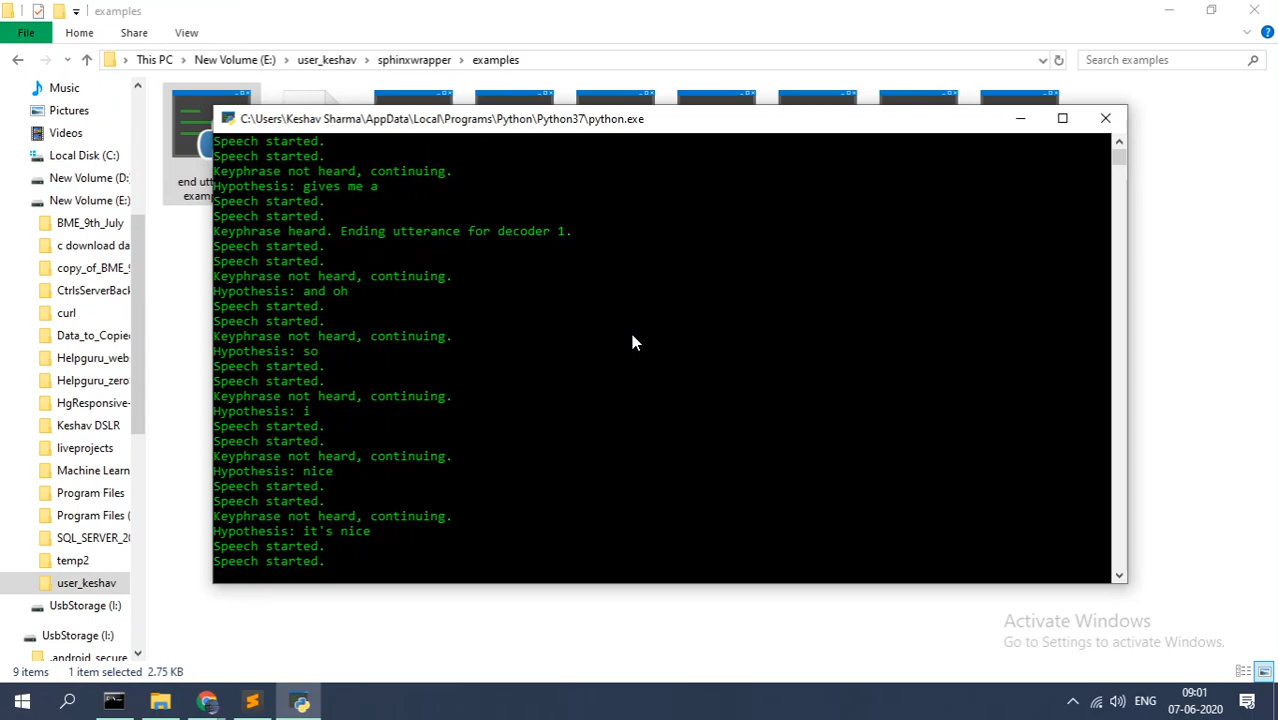 examples
File
Home
Share
View
This PC
New Volume (E:)
user_keshav
sphinxwrapper
examples
Search examples
Music
Pictures
Videos
Local Disk (C:)
New Volume (D:
New Volume (E:)
BME_9th_July
c download da
copy_of_BME_9
CtrlsServerBack
curl
Data_to_Copied
Helpguru_web
Helpguru_zero
HgResponsive-
Keshav DSLR
liveprojects
Machine Learn
Program Files
Program Files (
SQL_SERVER_20
temp2
user_keshav
UsbStorage (I:)
UsbStorage (I:)
.android_secure
end utt
examp
C:\Users\Keshav Sharma\AppData\Local\Programs\Python\Python37\python.exe
Speech started.
Speech started.
Keyphrase not heard, continuing.
Hypothesis: gives me a
Speech started.
Speech started.
Keyphrase heard. Ending utterance for decoder 1.
Speech started.
Speech started.
Keyphrase not heard, continuing.
Hypothesis: and oh
Speech started.
Speech started.
Keyphrase not heard, continuing.
Hypothesis: so
Speech started.
Speech started.
Keyphrase not heard, continuing.
Hypothesis: i
Speech started.
Speech started.
Keyphrase not heard, continuing.
Hypothesis: nice
Speech started.
Speech started.
Keyphrase not heard, continuing.
Hypothesis: it's nice
Speech started.
Speech started.
Activate Windows
Go to Settings to activate Windows.
9 items
1 item selected 2.75 KB
ENG
09:01
07-06-2020